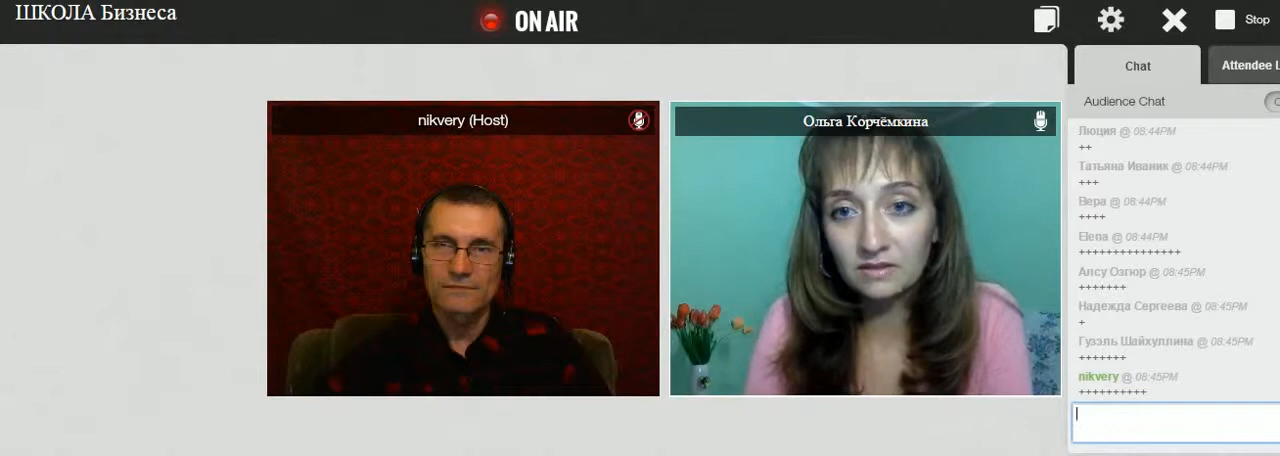 ШКОЛА Бизнеса
ON AIR
Stop
nikvery (Host)
Ольга Корчёмкина
Chat
Attendee L
Audience Chat
Люция @ 08:44PM
++
Татьяна Иваник @ 08:44PM
+++
Вера @ 08:44PM
++++
Elena @ 08:44PM
+++++++++++++++
Алсу Озгюр @ 08:45PM
+++++++
Надежда Сергеева @ 08:45PM
+
Гузэль Шайхуллина @ 08:45PM
+++++++
nikvery @ 08:45PM
++++++++++